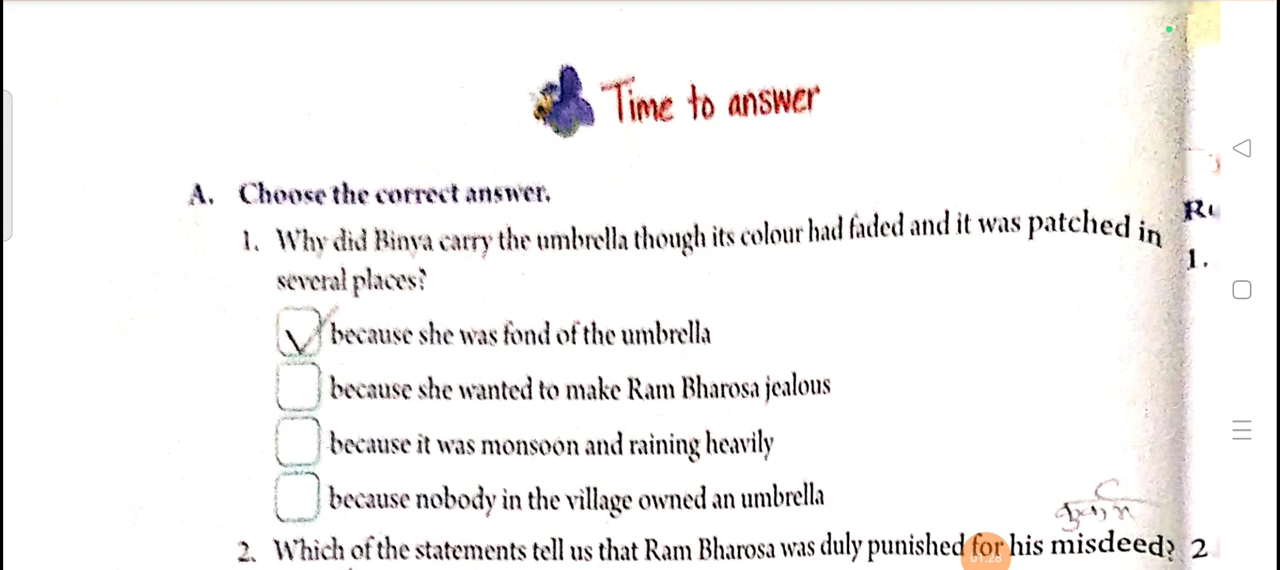 Time to answer
A. Choose the correct answer.
1. Why did Binya carry the umbrella though its colour had faded and it was patched in
several places?
because she was fond of the umbrella
because she wanted to make Ram Bharosa jealous
because it was monsoon and raining heavily
because nobody in the village owned an umbrella
2. Which of the statements tell us that Ram Bharosa was duly punished for his misdeed?
1.
2
01:28